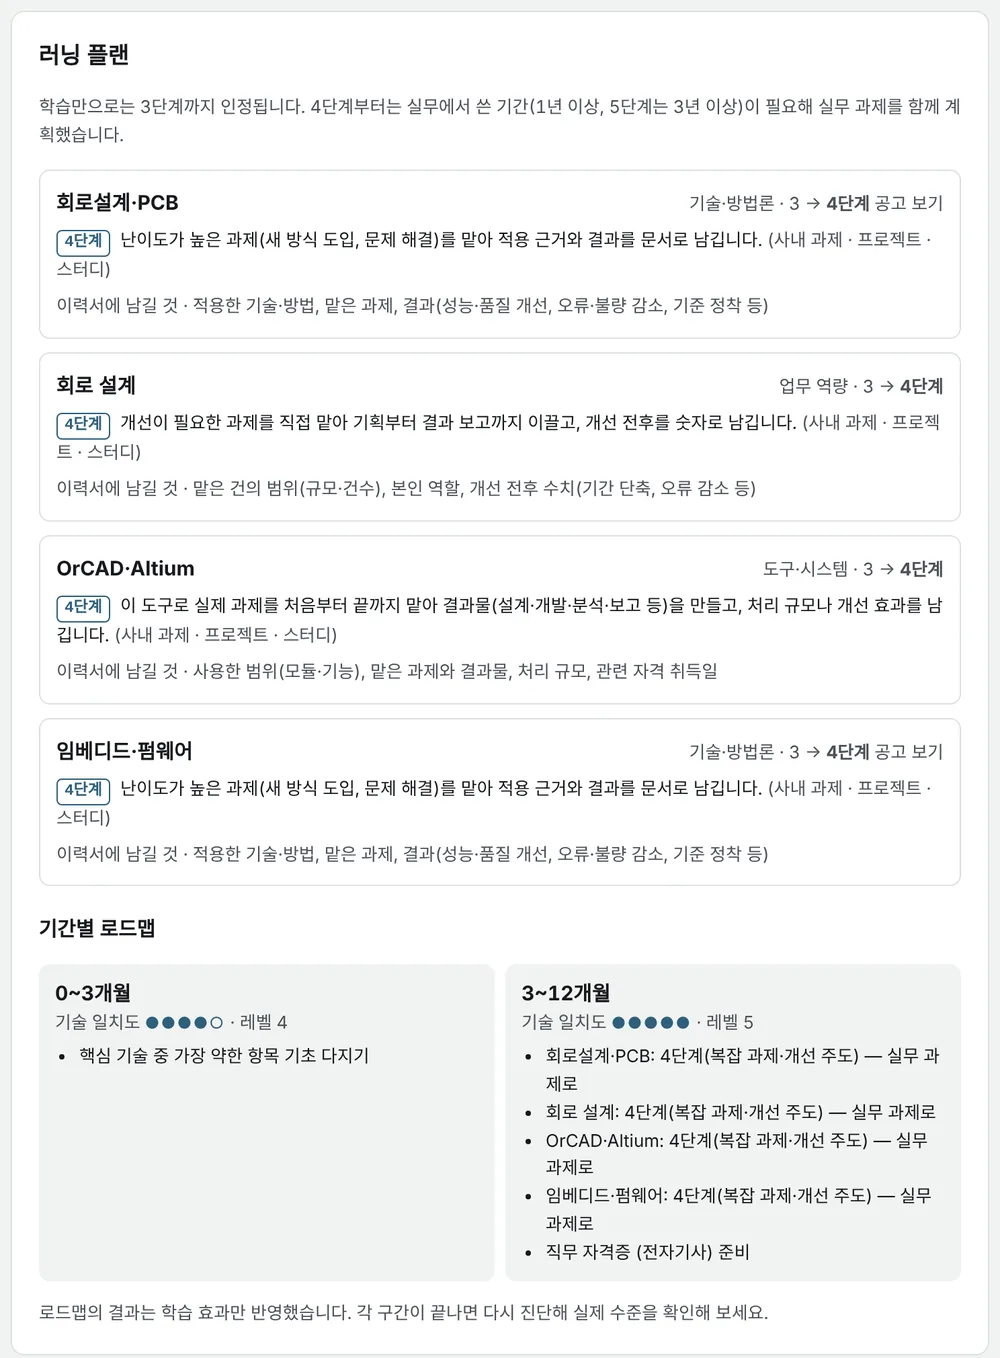 러닝 플랜
학습만으로는 3단계까지 인정됩니다. 4단계부터는 실무에서 쓴 기간(1년 이상, 5단계는 3년 이상)이 필요해 실무 과제를 함께 계
획했습니다.
회로설계·PCB
기술·방법론 · 3 → 4단계 공고 보기
4단계 난이도가 높은 과제(새 방식 도입, 문제 해결)를 맡아 적용 근거와 결과를 문서로 남깁니다. (사내 과제 · 프로젝트 ·
스터디)
이력서에 남길 것 · 적용한 기술·방법, 맡은 과제, 결과(성능·품질 개선, 오류·불량 감소, 기준 정착 등)
회로 설계
업무 역량 · 3 → 4단계
4단계 개선이 필요한 과제를 직접 맡아 기획부터 결과 보고까지 이끌고, 개선 전후를 숫자로 남깁니다. (사내 과제 · 프로젝
트 · 스터디)
이력서에 남길 것 · 맡은 건의 범위(규모·건수), 본인 역할, 개선 전후 수치(기간 단축, 오류 감소 등)
OrCAD·Altium
도구·시스템 · 3 → 4단계
4단계 이 도구로 실제 과제를 처음부터 끝까지 맡아 결과물(설계·개발·분석·보고 등)을 만들고, 처리 규모나 개선 효과를 남
깁니다. (사내 과제 · 프로젝트 · 스터디)
이력서에 남길 것 · 사용한 범위(모듈·기능), 맡은 과제와 결과물, 처리 규모, 관련 자격 취득일
임베디드·펌웨어
기술·방법론 · 3 → 4단계 공고 보기
4단계 난이도가 높은 과제(새 방식 도입, 문제 해결)를 맡아 적용 근거와 결과를 문서로 남깁니다. (사내 과제 · 프로젝트 ·
스터디)
이력서에 남길 것 · 적용한 기술·방법, 맡은 과제, 결과(성능·품질 개선, 오류·불량 감소, 기준 정착 등)
기간별 로드맵
0~3개월
기술 일치도 ●●●●○ · 레벨 4
• 핵심 기술 중 가장 약한 항목 기초 다지기
3~12개월
기술 일치도 ●●●●● · 레벨 5
• 회로설계·PCB: 4단계(복잡 과제·개선 주도) — 실무 과
제로
• 회로 설계: 4단계(복잡 과제·개선 주도) — 실무 과제로
• OrCAD·Altium: 4단계(복잡 과제·개선 주도) — 실무
과제로
• 임베디드·펌웨어: 4단계(복잡 과제·개선 주도) — 실무
과제로
• 직무 자격증 (전자기사) 준비
로드맵의 결과는 학습 효과만 반영했습니다. 각 구간이 끝나면 다시 진단해 실제 수준을 확인해 보세요.